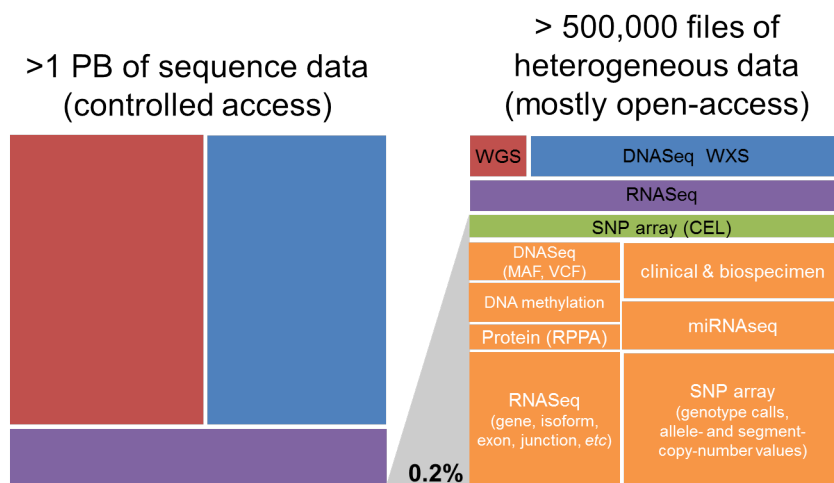 >1 PB of sequence data
(controlled access)
> 500,000 files of
heterogeneous data
(mostly open-access)
WGS
DNASeq WXS
RNASeq
SNP array (CEL)
DNASeq
(MAF, VCF)
clinical & biospecimen
DNA methylation
miRNAseq
Protein (RPPA)
RNASeq
(gene, isoform,
exon, junction, etc)
SNP array
(genotype calls,
allele- and segment-
copy-number values)
0.2%